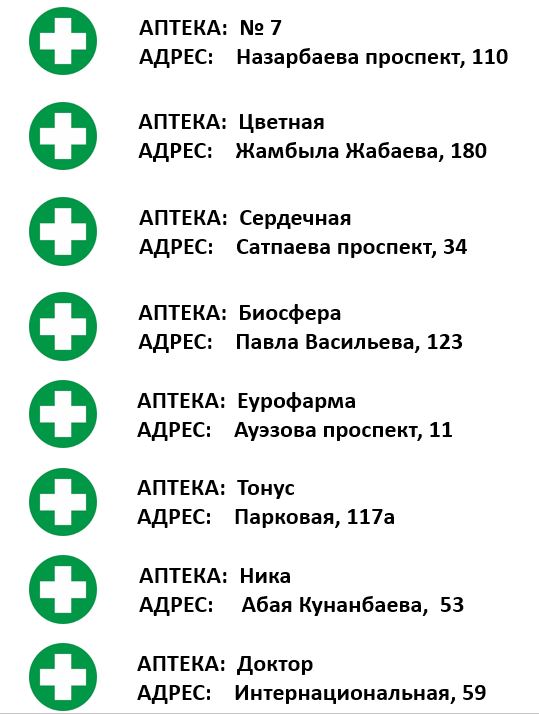 АПТЕКА: № 7
АДРЕС: Назарбаева проспект, 110
АПТЕКА: Цветная
АДРЕС: Жамбыла Жабаева, 180
АПТЕКА: Сердечная
АДРЕС: Сатпаева проспект, 34
АПТЕКА: Биосфера
АДРЕС: Павла Васильева, 123
АПТЕКА: Еурофарма
АДРЕС: Ауэзова проспект, 11
АПТЕКА: Тонус
АДРЕС: Парковая, 117а
АПТЕКА: Ника
АДРЕС: Абая Кунанбаева, 53
АПТЕКА: Доктор
АДРЕС: Интернациональная, 59